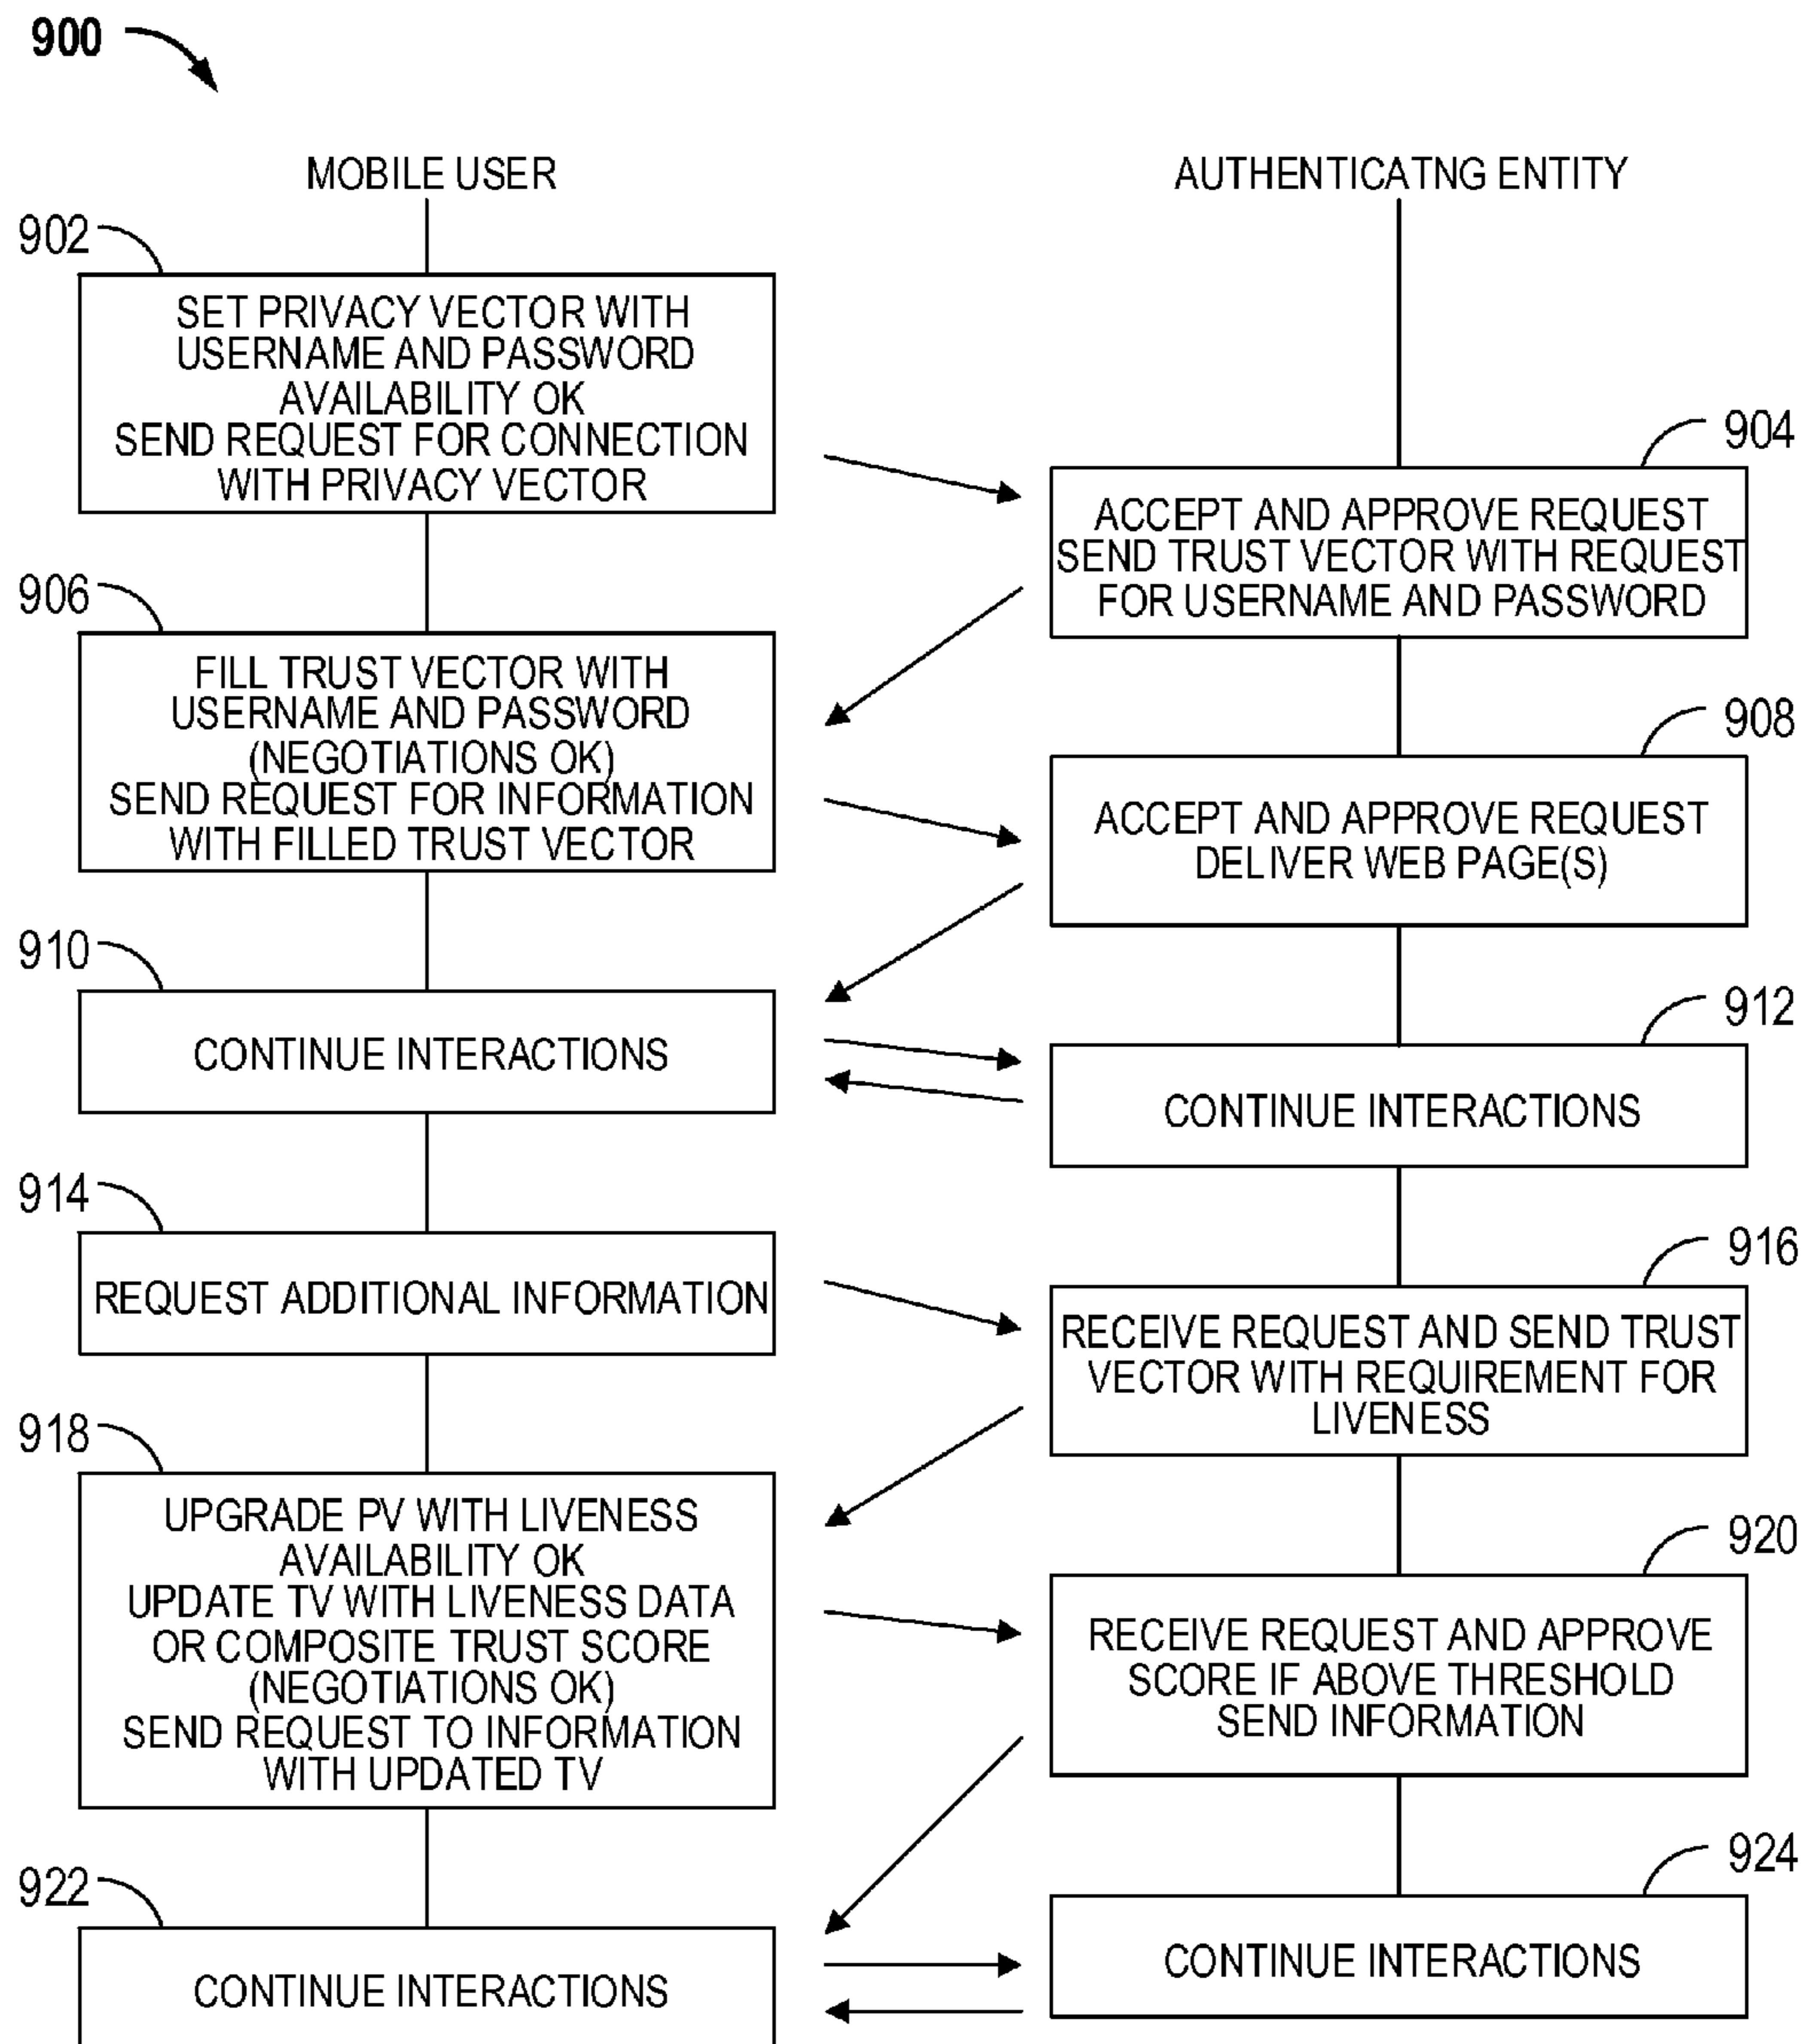 900
MOBILE USER
AUTHENTICATNG ENTITY
902
SET PRIVACY VECTOR WITH
USERNAME AND PASSWORD
AVAILABILITY OK
SEND REQUEST FOR CONNECTION
WITH PRIVACY VECTOR
904
ACCEPT AND APPROVE REQUEST
SEND TRUST VECTOR WITH REQUEST
FOR USERNAME AND PASSWORD
906
FILL TRUST VECTOR WITH
USERNAME AND PASSWORD
(NEGOTIATIONS OK)
SEND REQUEST FOR INFORMATION
WITH FILLED TRUST VECTOR
908
ACCEPT AND APPROVE REQUEST
DELIVER WEB PAGE(S)
910
CONTINUE INTERACTIONS
912
CONTINUE INTERACTIONS
914
REQUEST ADDITIONAL INFORMATION
916
RECEIVE REQUEST AND SEND TRUST
VECTOR WITH REQUIREMENT FOR
LIVENESS
918
UPGRADE PV WITH LIVENESS
AVAILABILITY OK
UPDATE TV WITH LIVENESS DATA
OR COMPOSITE TRUST SCORE
(NEGOTIATIONS OK)
SEND REQUEST TO INFORMATION
WITH UPDATED TV
920
RECEIVE REQUEST AND APPROVE
SCORE IF ABOVE THRESHOLD
SEND INFORMATION
922
CONTINUE INTERACTIONS
924
CONTINUE INTERACTIONS